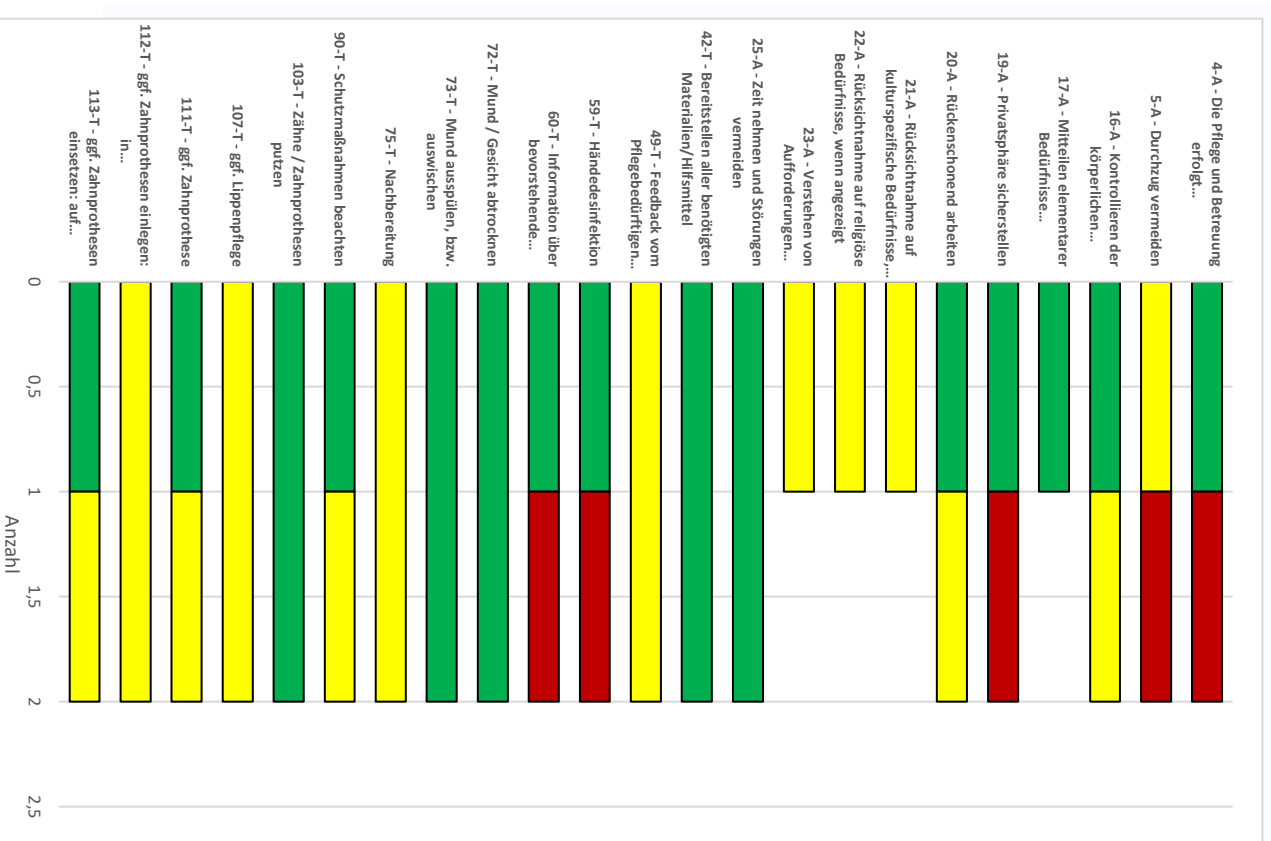 4-A - Die Pflege und Betreuung
erfolgt...
5-A - Durchzug vermeiden
16-A - Kontrollieren der
körperlichen...
17-A - Mitteilen elementarer
Bedürfnisse...
19-A - Privatsphäre sicherstellen
20-A - Rückenschonend arbeiten
21-A - Rücksichtnahme auf
kulturspezifische Bedürfnisse,...
22-A - Rücksichtnahme auf religiöse
Bedürfnisse, wenn angezeigt
23-A - Verstehen von
Aufforderungen...
25-A - Zeit nehmen und Störungen
vermeiden
42-T - Bereitstellen aller benötigten
Materialien/Hilfsmittel
49-T - Feedback vom
Pflegebedürftigen...
59-T - Händedesinfektion
60-T - Information über
bevorstehende...
72-T - Mund / Gesicht abtrocknen
73-T - Mund ausspülen, bzw.
auswischen
75-T - Nachbereitung
90-T - Schutzmaßnahmen beachten
103-T - Zähne / Zahnprothesen
putzen
107-T - ggf. Lippenpflege
111-T - ggf. Zahnprothese
112-T - ggf. Zahnprothesen einlegen:
in...
113-T - ggf. Zahnprothesen
einsetzen: auf...
0
0,5
1
1,5
2
2,5
Anzahl